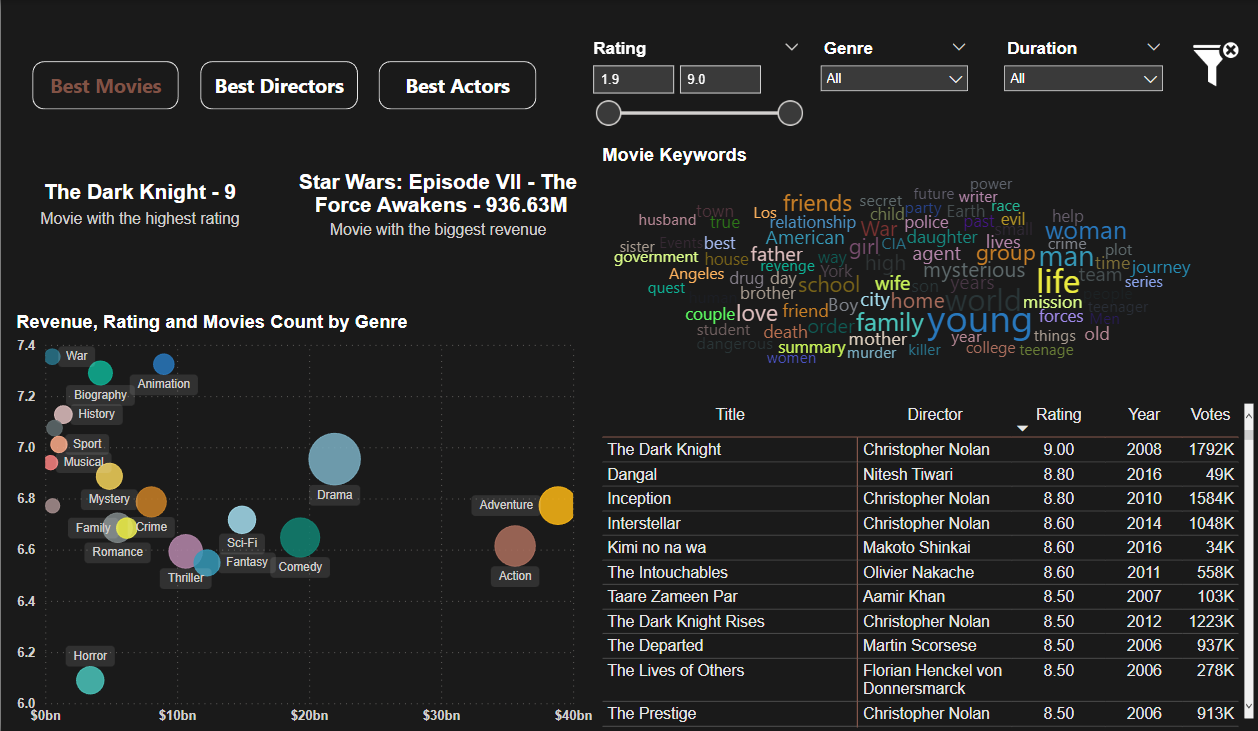 Best Movies
Best Directors
Best Actors
Rating
Genre
Duration
1.9
9.0
All
All
The Dark Knight - 9
Movie with the highest rating
Star Wars: Episode VII - The
Force Awakens - 936.63M
Movie with the biggest revenue
Movie Keywords
power
future writer
friends secret race
town Los child party Earth evil help
husband true relationship War police past small woman
American girl CIA daughter lives crime
sister Events best father agent group man plot
government house way high mysterious time journey
Angeles revenge York life team series
quest drug day school wife son years
brother Boy city home world mission teenager
couple love friend family young forces Men
student death order year things old
dangerous summary mother killer college teenage
women murder
Revenue, Rating and Movies Count by Genre
7.4
7.2
7.0
6.8
6.6
6.4
6.2
6.0
War
Biography
Animation
History
Sport
Musical
Mystery
Drama
Adventure
Family
Crime
Romance
Sci-Fi
Fantasy
Thriller
Comedy
Action
Horror
$0bn
$10bn
$20bn
$30bn
$40bn
Title Director Rating Year Votes
The Dark Knight Christopher Nolan 9.00 2008 1792K
Dangal Nitesh Tiwari 8.80 2016 49K
Inception Christopher Nolan 8.80 2010 1584K
Interstellar Christopher Nolan 8.60 2014 1048K
Kimi no na wa Makoto Shinkai 8.60 2016 34K
The Intouchables Olivier Nakache 8.60 2011 558K
Taare Zameen Par Aamir Khan 8.50 2007 103K
The Dark Knight Rises Christopher Nolan 8.50 2012 1223K
The Departed Martin Scorsese 8.50 2006 937K
The Lives of Others Florian Henckel von 8.50 2006 278K
Donnersmarck
The Prestige Christopher Nolan 8.50 2006 913K